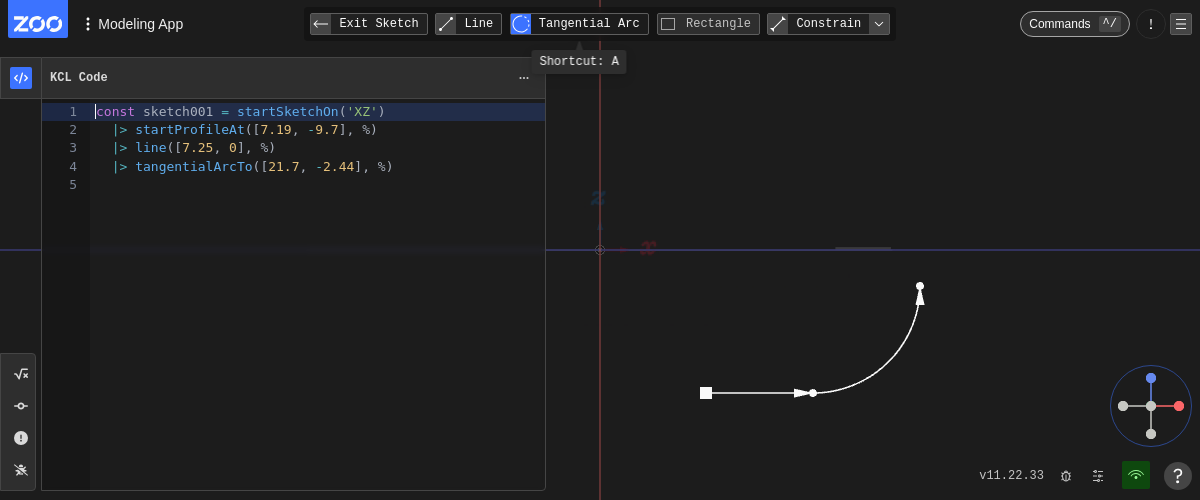 ZOO
Modeling App
Exit Sketch
Line
Tangential Arc
Rectangle
Constrain
Commands ^/
!
Shortcut: A
KCL Code
...
1 const sketch001 = startSketchOn('XZ')
2   |> startProfileAt([7.19, -9.7], %)
3   |> line([7.25, 0], %)
4   |> tangentialArcTo([21.7, -2.44], %)
5
z
x
v11.22.33
?